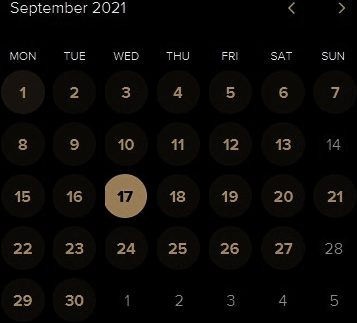 September 2021
MON TUE WED THU FRI SAT SUN
1 2 3 4 5 6 7
8 9 10 11 12 13 14
15 16 17 18 19 20 21
22 23 24 25 26 27 28
29 30 1 2 3 4 5